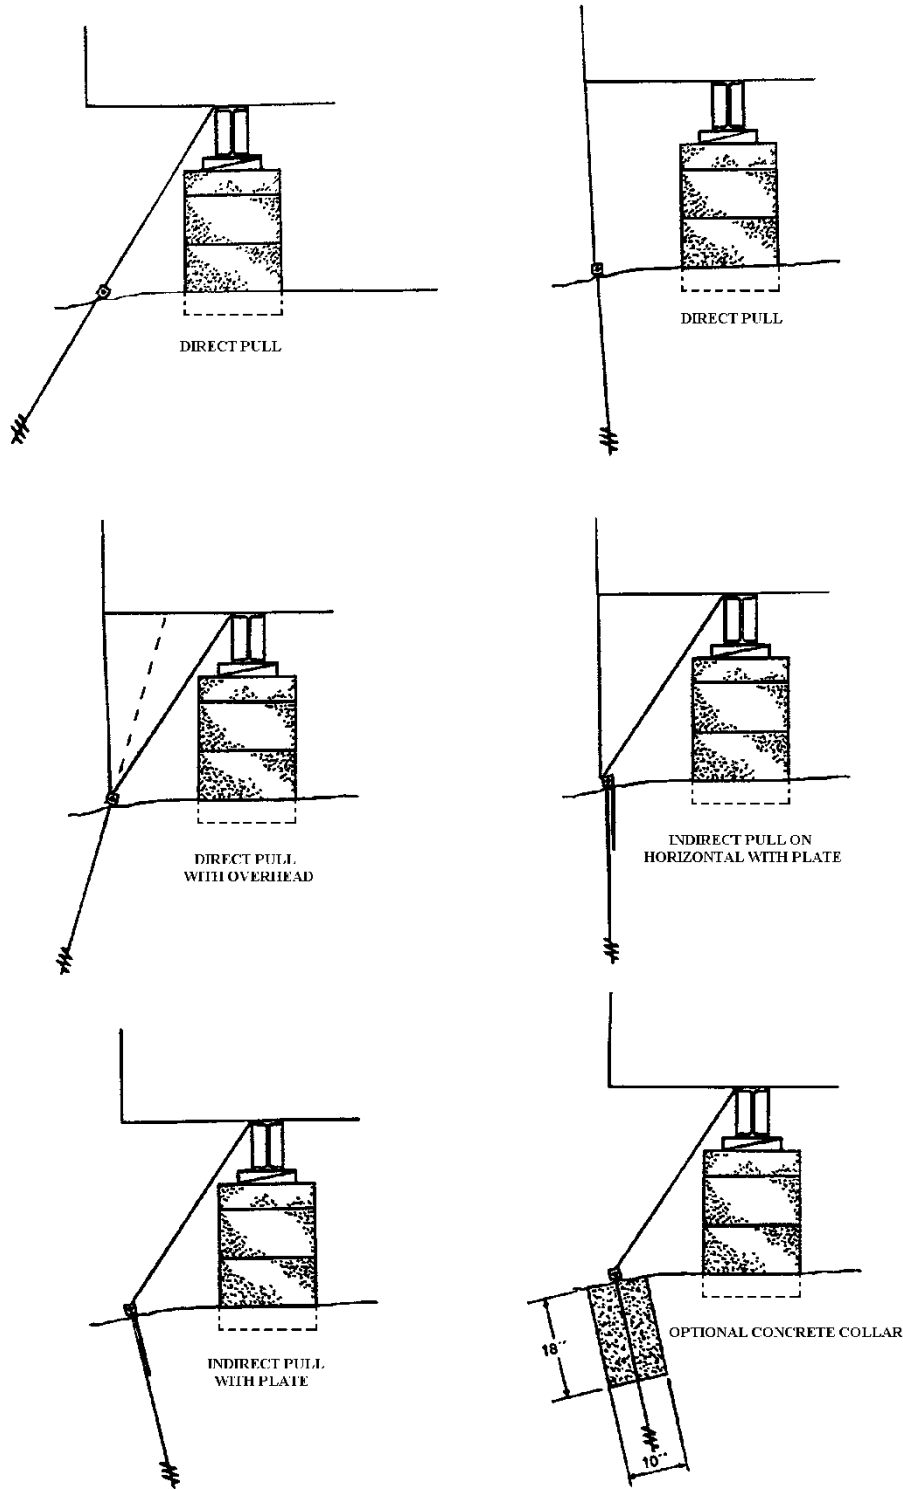 DIRECT PULL
DIRECT PULL
DIRECT PULL
WITH OVERHEAD
INDIRECT PULL ON
HORIZONTAL WITH PLATE
INDIRECT PULL
WITH PLATE
OPTIONAL CONCRETE COLLAR
18"
10"